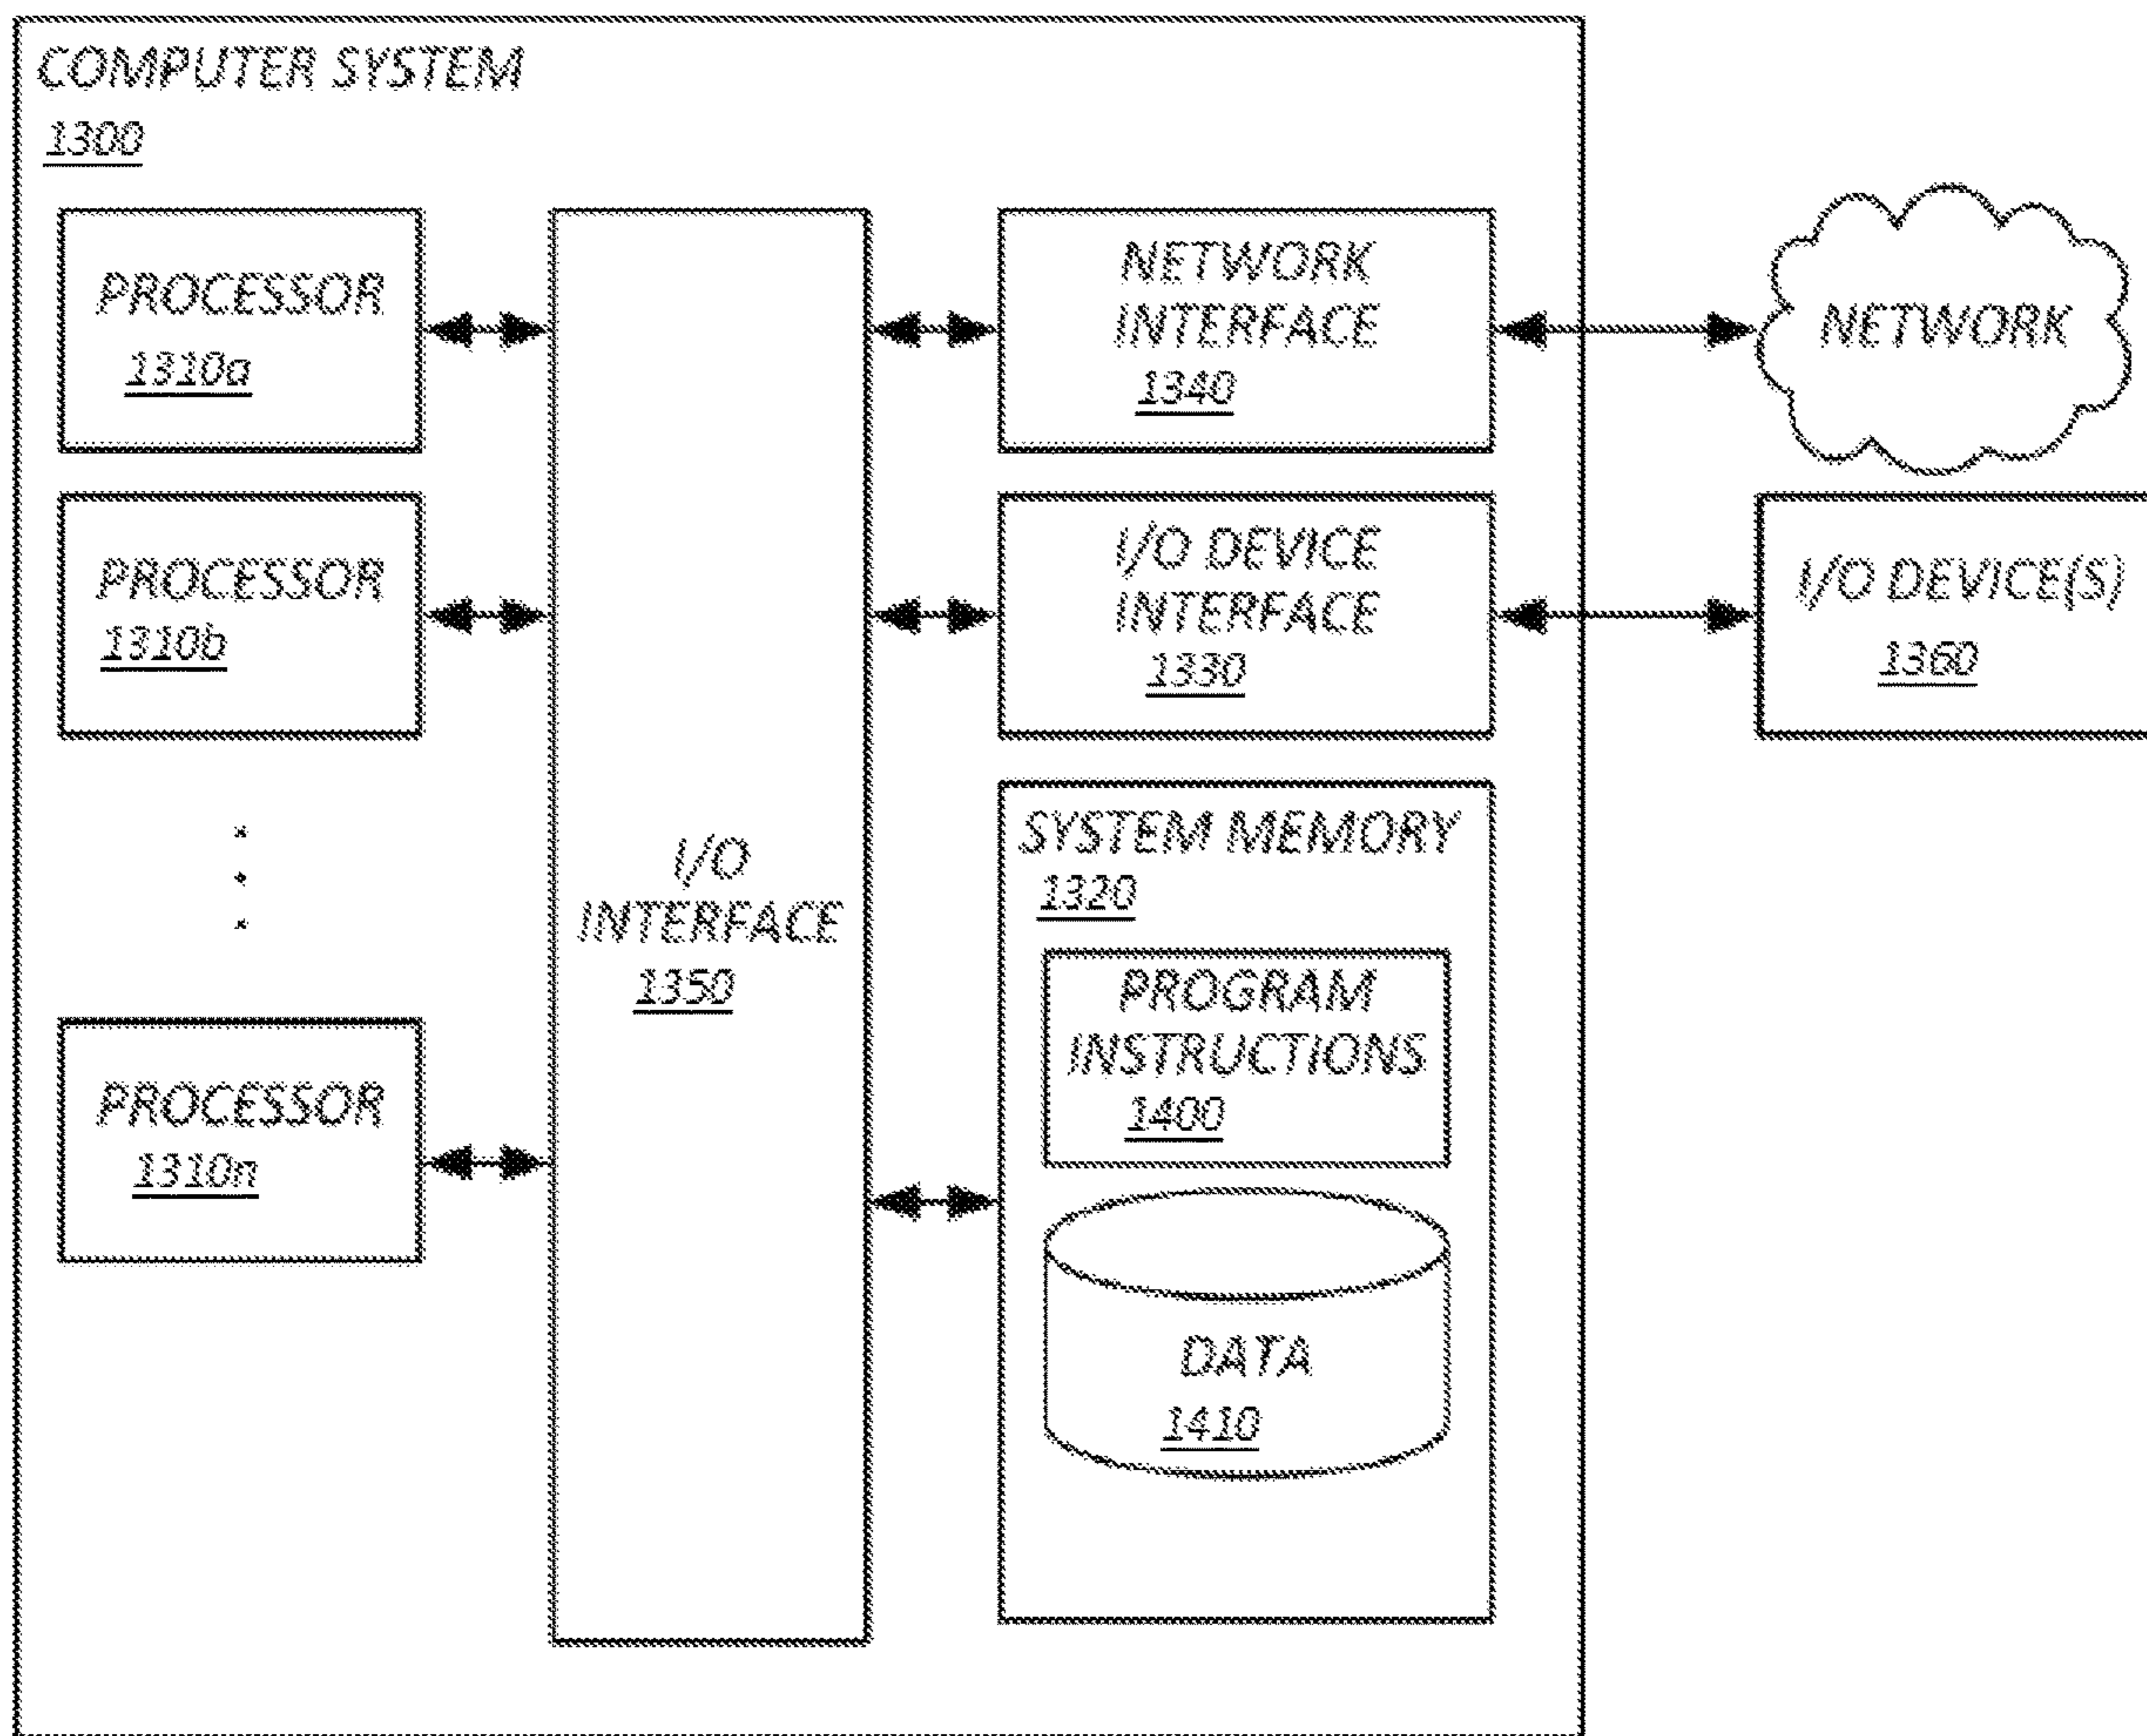 COMPUTER SYSTEM
1300
PROCESSOR
1310a
PROCESSOR
1310b
PROCESSOR
1310n
I/O
INTERFACE
1350
NETWORK
INTERFACE
1340
I/O DEVICE
INTERFACE
1330
SYSTEM MEMORY
1320
PROGRAM
INSTRUCTIONS
1400
DATA
1410
NETWORK
I/O DEVICE(S)
1360